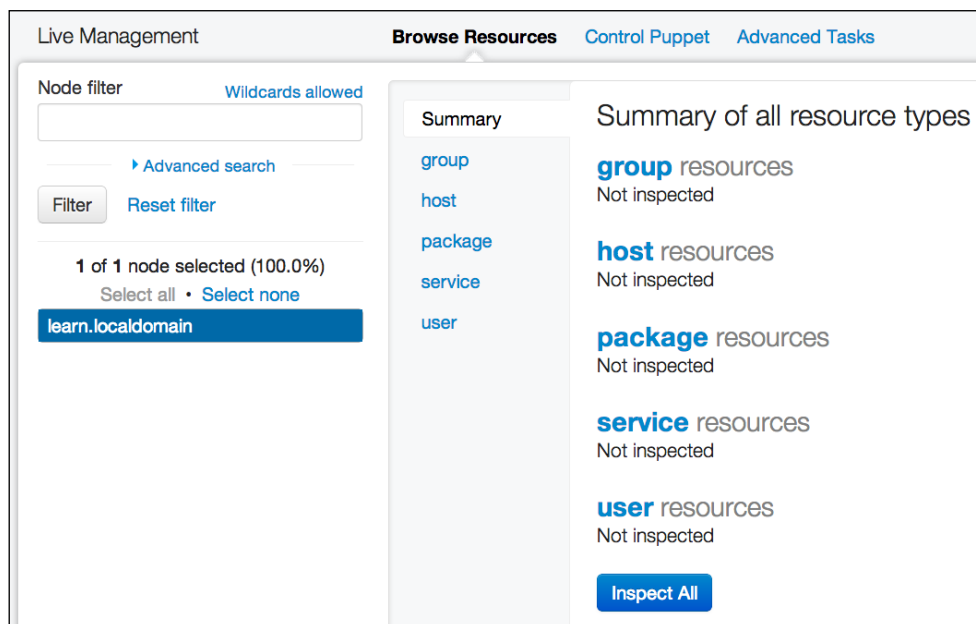 Live Management
Browse Resources Control Puppet Advanced Tasks
Node filter
Wildcards allowed
Advanced search
Filter
Reset filter
1 of 1 node selected (100.0%)
Select all • Select none
learn.localdomain
Summary
group
host
package
service
user
Summary of all resource types
group resources
Not inspected
host resources
Not inspected
package resources
Not inspected
service resources
Not inspected
user resources
Not inspected
Inspect All